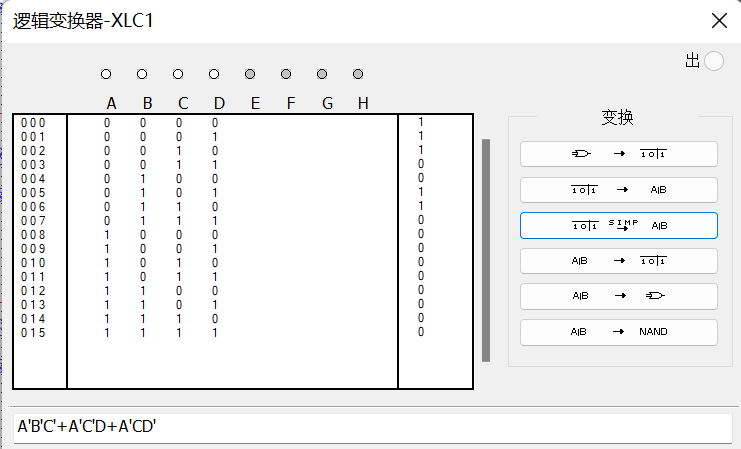 逻辑变换器-XLC1
出
A B C D E F G H
变换
000 0 0 0 0 1
001 0 0 0 1 1
002 0 0 1 0 1
003 0 0 1 1 0
004 0 1 0 0 0
005 0 1 0 1 1
006 0 1 1 0 1
007 0 1 1 1 0
008 1 0 0 0 0
009 1 0 0 1 0
010 1 0 1 0 0
011 1 0 1 1 0
012 1 1 0 0 0
013 1 1 0 1 0
014 1 1 1 0 0
015 1 1 1 1 0
→ 10|1
10|1 → A|B
10|1 SIMP → A|B
A|B → 10|1
A|B →
A|B → NAND
A'B'C'+A'C'D+A'CD'